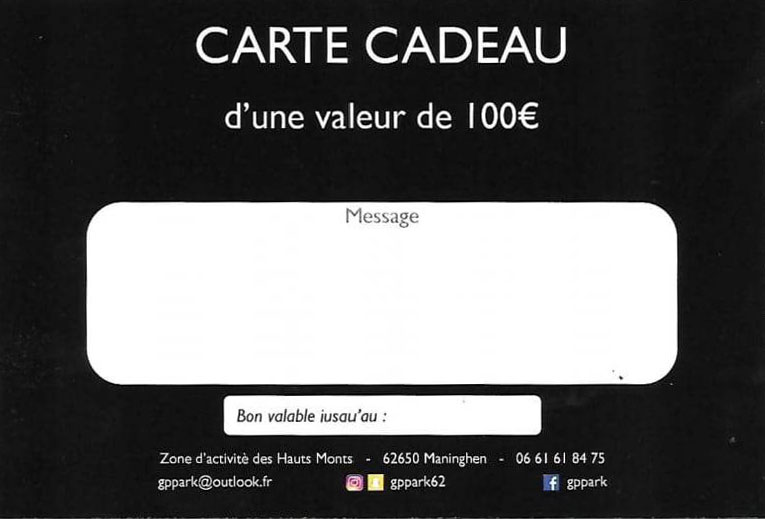 CARTE CADEAU
d'une valeur de 100€
Message
Bon valable jusqu'au :
Zone d'activité des Hauts Monts - 62650 Maninghen - 06 61 61 84 75
gppark@outlook.fr gppark62 gppark